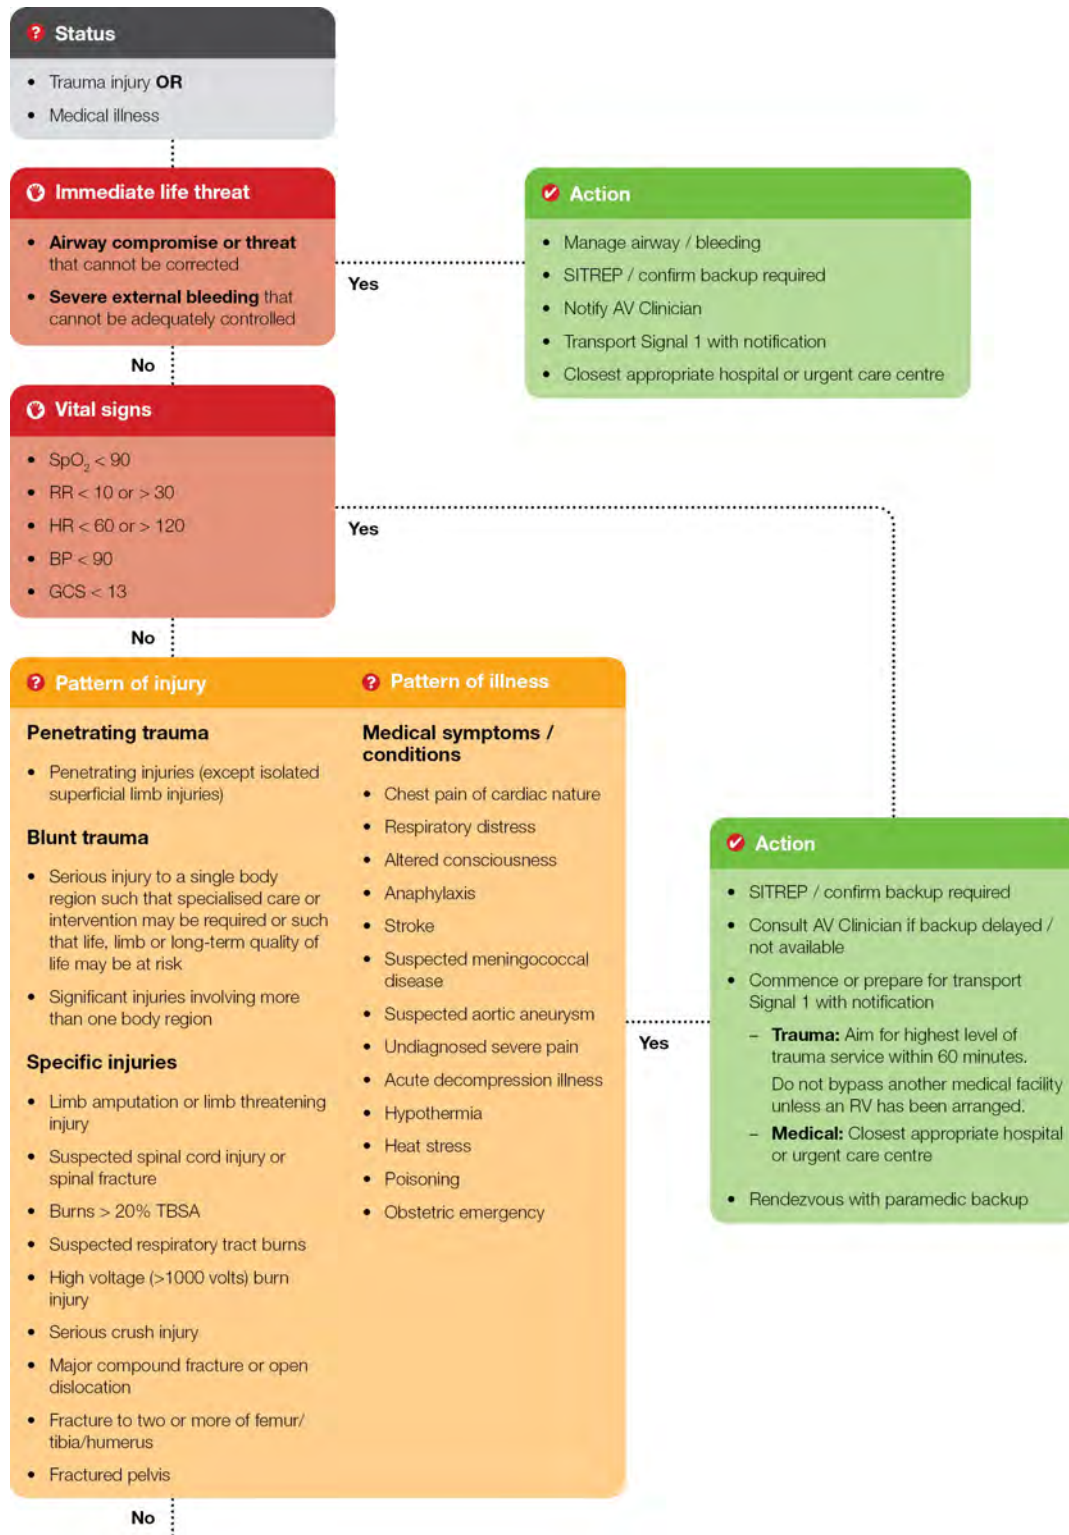 Status
• Trauma injury OR
• Medical illness
Immediate life threat
• Airway compromise or threat
that cannot be corrected
• Severe external bleeding that
cannot be adequately controlled
Yes
Action
• Manage airway / bleeding
• SITREP / confirm backup required
• Notify AV Clinician
• Transport Signal 1 with notification
• Closest appropriate hospital or urgent care centre
No
Vital signs
• SpO₂ < 90
• RR < 10 or > 30
• HR < 60 or > 120
• BP < 90
• GCS < 13
Yes
No
Pattern of injury
Penetrating trauma
• Penetrating injuries (except isolated
superficial limb injuries)
Blunt trauma
• Serious injury to a single body
region such that specialised care or
intervention may be required or such
that life, limb or long-term quality of
life may be at risk
• Significant injuries involving more
than one body region
Specific injuries
• Limb amputation or limb threatening
injury
• Suspected spinal cord injury or
spinal fracture
• Burns > 20% TBSA
• Suspected respiratory tract burns
• High voltage (>1000 volts) burn
injury
• Serious crush injury
• Major compound fracture or open
dislocation
• Fracture to two or more of femur/
tibia/humerus
• Fractured pelvis
Pattern of illness
Medical symptoms /
conditions
• Chest pain of cardiac nature
• Respiratory distress
• Altered consciousness
• Anaphylaxis
• Stroke
• Suspected meningococcal
disease
• Suspected aortic aneurysm
• Undiagnosed severe pain
• Acute decompression illness
• Hypothermia
• Heat stress
• Poisoning
• Obstetric emergency
Yes
Action
• SITREP / confirm backup required
• Consult AV Clinician if backup delayed /
not available
• Commence or prepare for transport
Signal 1 with notification
– Trauma: Aim for highest level of
trauma service within 60 minutes.
Do not bypass another medical facility
unless an RV has been arranged.
– Medical: Closest appropriate hospital
or urgent care centre
• Rendezvous with paramedic backup
No